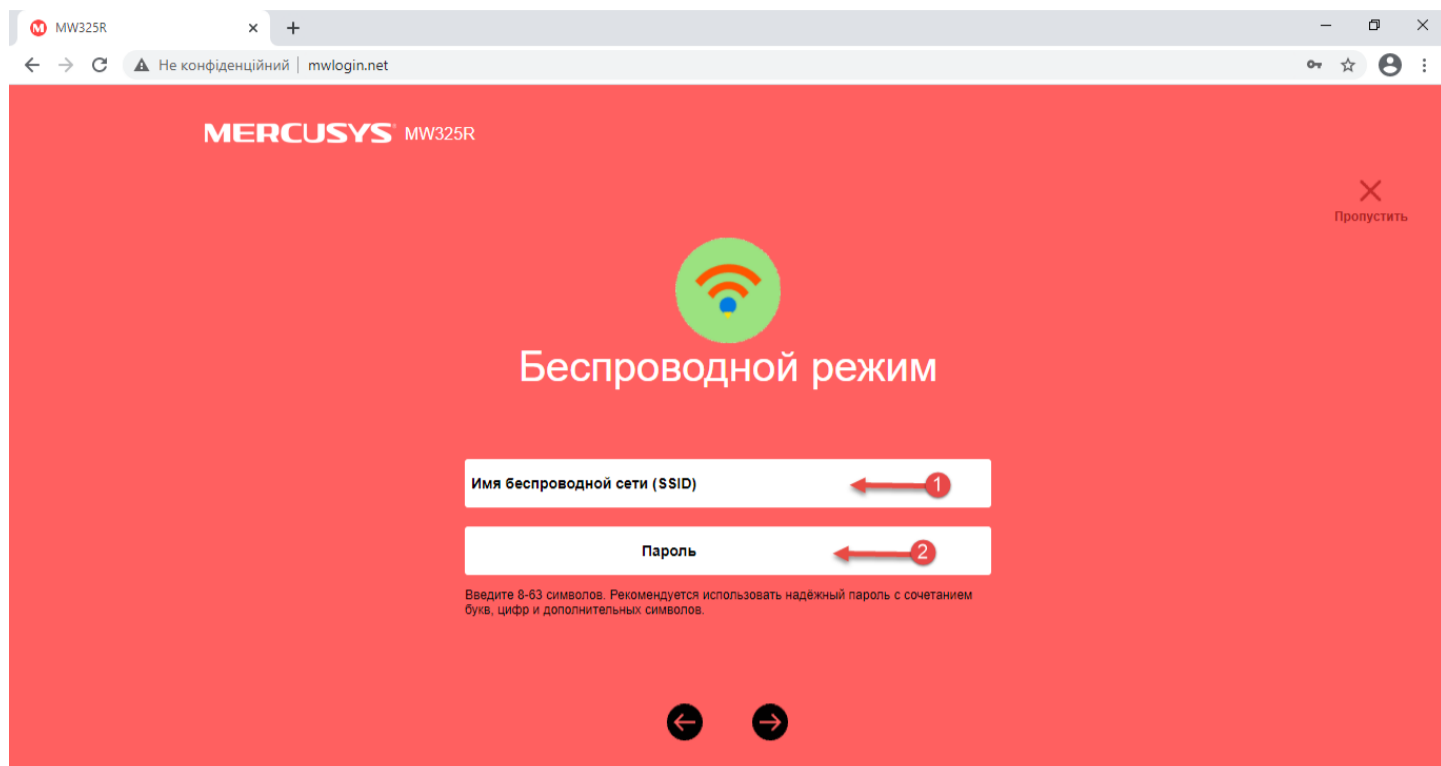 MW325R
Не конфіденційний | mwlogin.net
MERCUSYS MW325R
Пропустить
Беспроводной режим
Имя беспроводной сети (SSID)
1
Пароль
2
Введите 8-63 символов. Рекомендуется использовать надёжный пароль с сочетанием
букв, цифр и дополнительных символов.